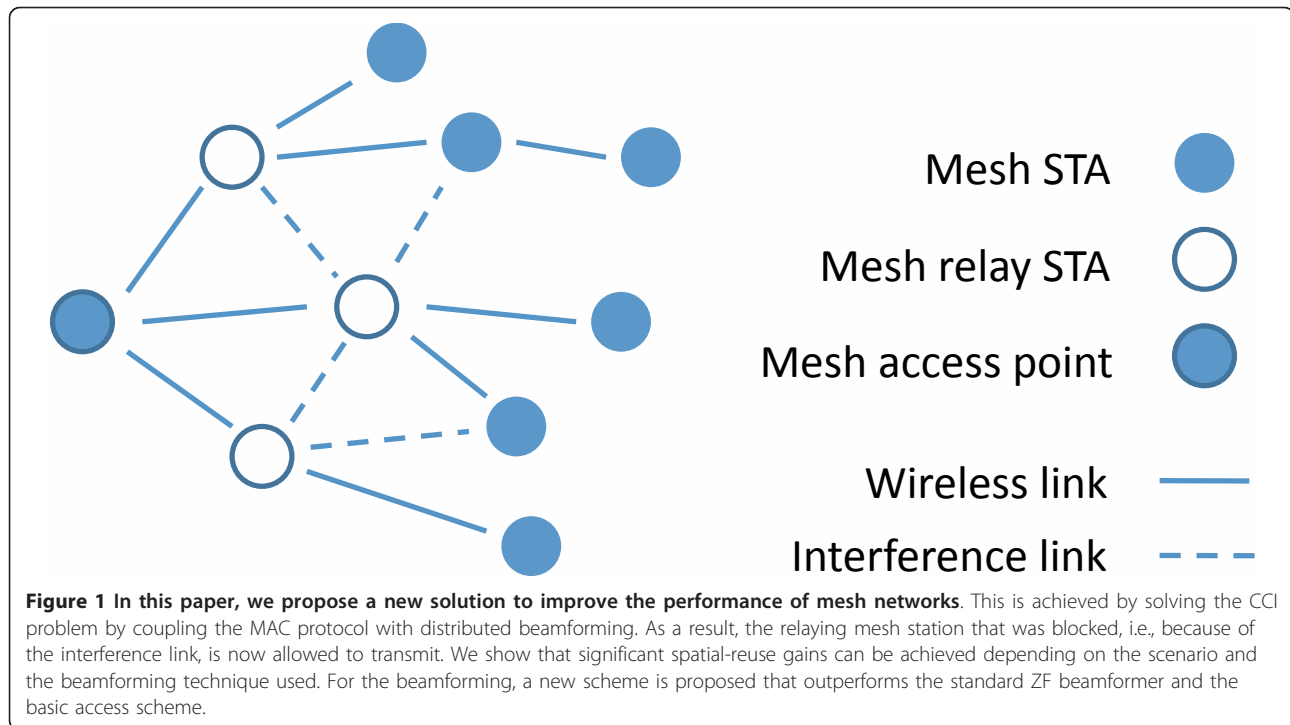 Mesh STA
Mesh relay STA
Mesh access point
Wireless link
Interference link
Figure 1 In this paper, we propose a new solution to improve the performance of mesh networks. This is achieved by solving the CCI
problem by coupling the MAC protocol with distributed beamforming. As a result, the relaying mesh station that was blocked, i.e., because of
the interference link, is now allowed to transmit. We show that significant spatial-reuse gains can be achieved depending on the scenario and
the beamforming technique used. For the beamforming, a new scheme is proposed that outperforms the standard ZF beamformer and the
basic access scheme.